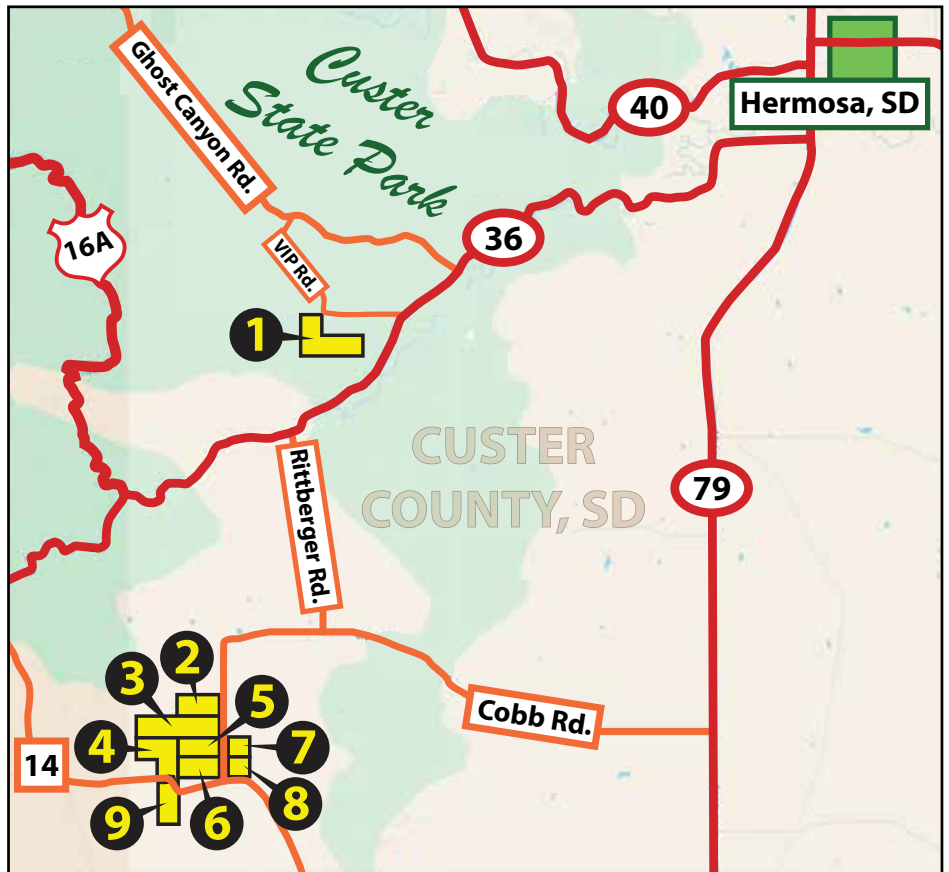 Ghost Canyon Rd.
Custer
State Park
40
Hermosa, SD
16A
36
VIP Rd.
1
CUSTER
COUNTY, SD
Rittberger Rd.
79
2
3
5
Cobb Rd.
4
7
14
8
9
6